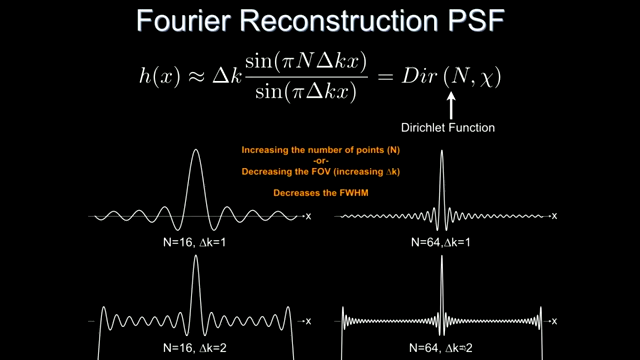 Fourier Reconstruction PSF
h(x) ≈ Δk sin(πNΔkx) / sin(πΔkx) = Dir (N, χ)
Dirichlet Function
Increasing the number of points (N)
-or-
Decreasing the FOV (increasing Δk)
Decreases the FWHM
x
x
N=16, Δk=1
N=64, Δk=1
x
x
N=16, Δk=2
N=64, Δk=2